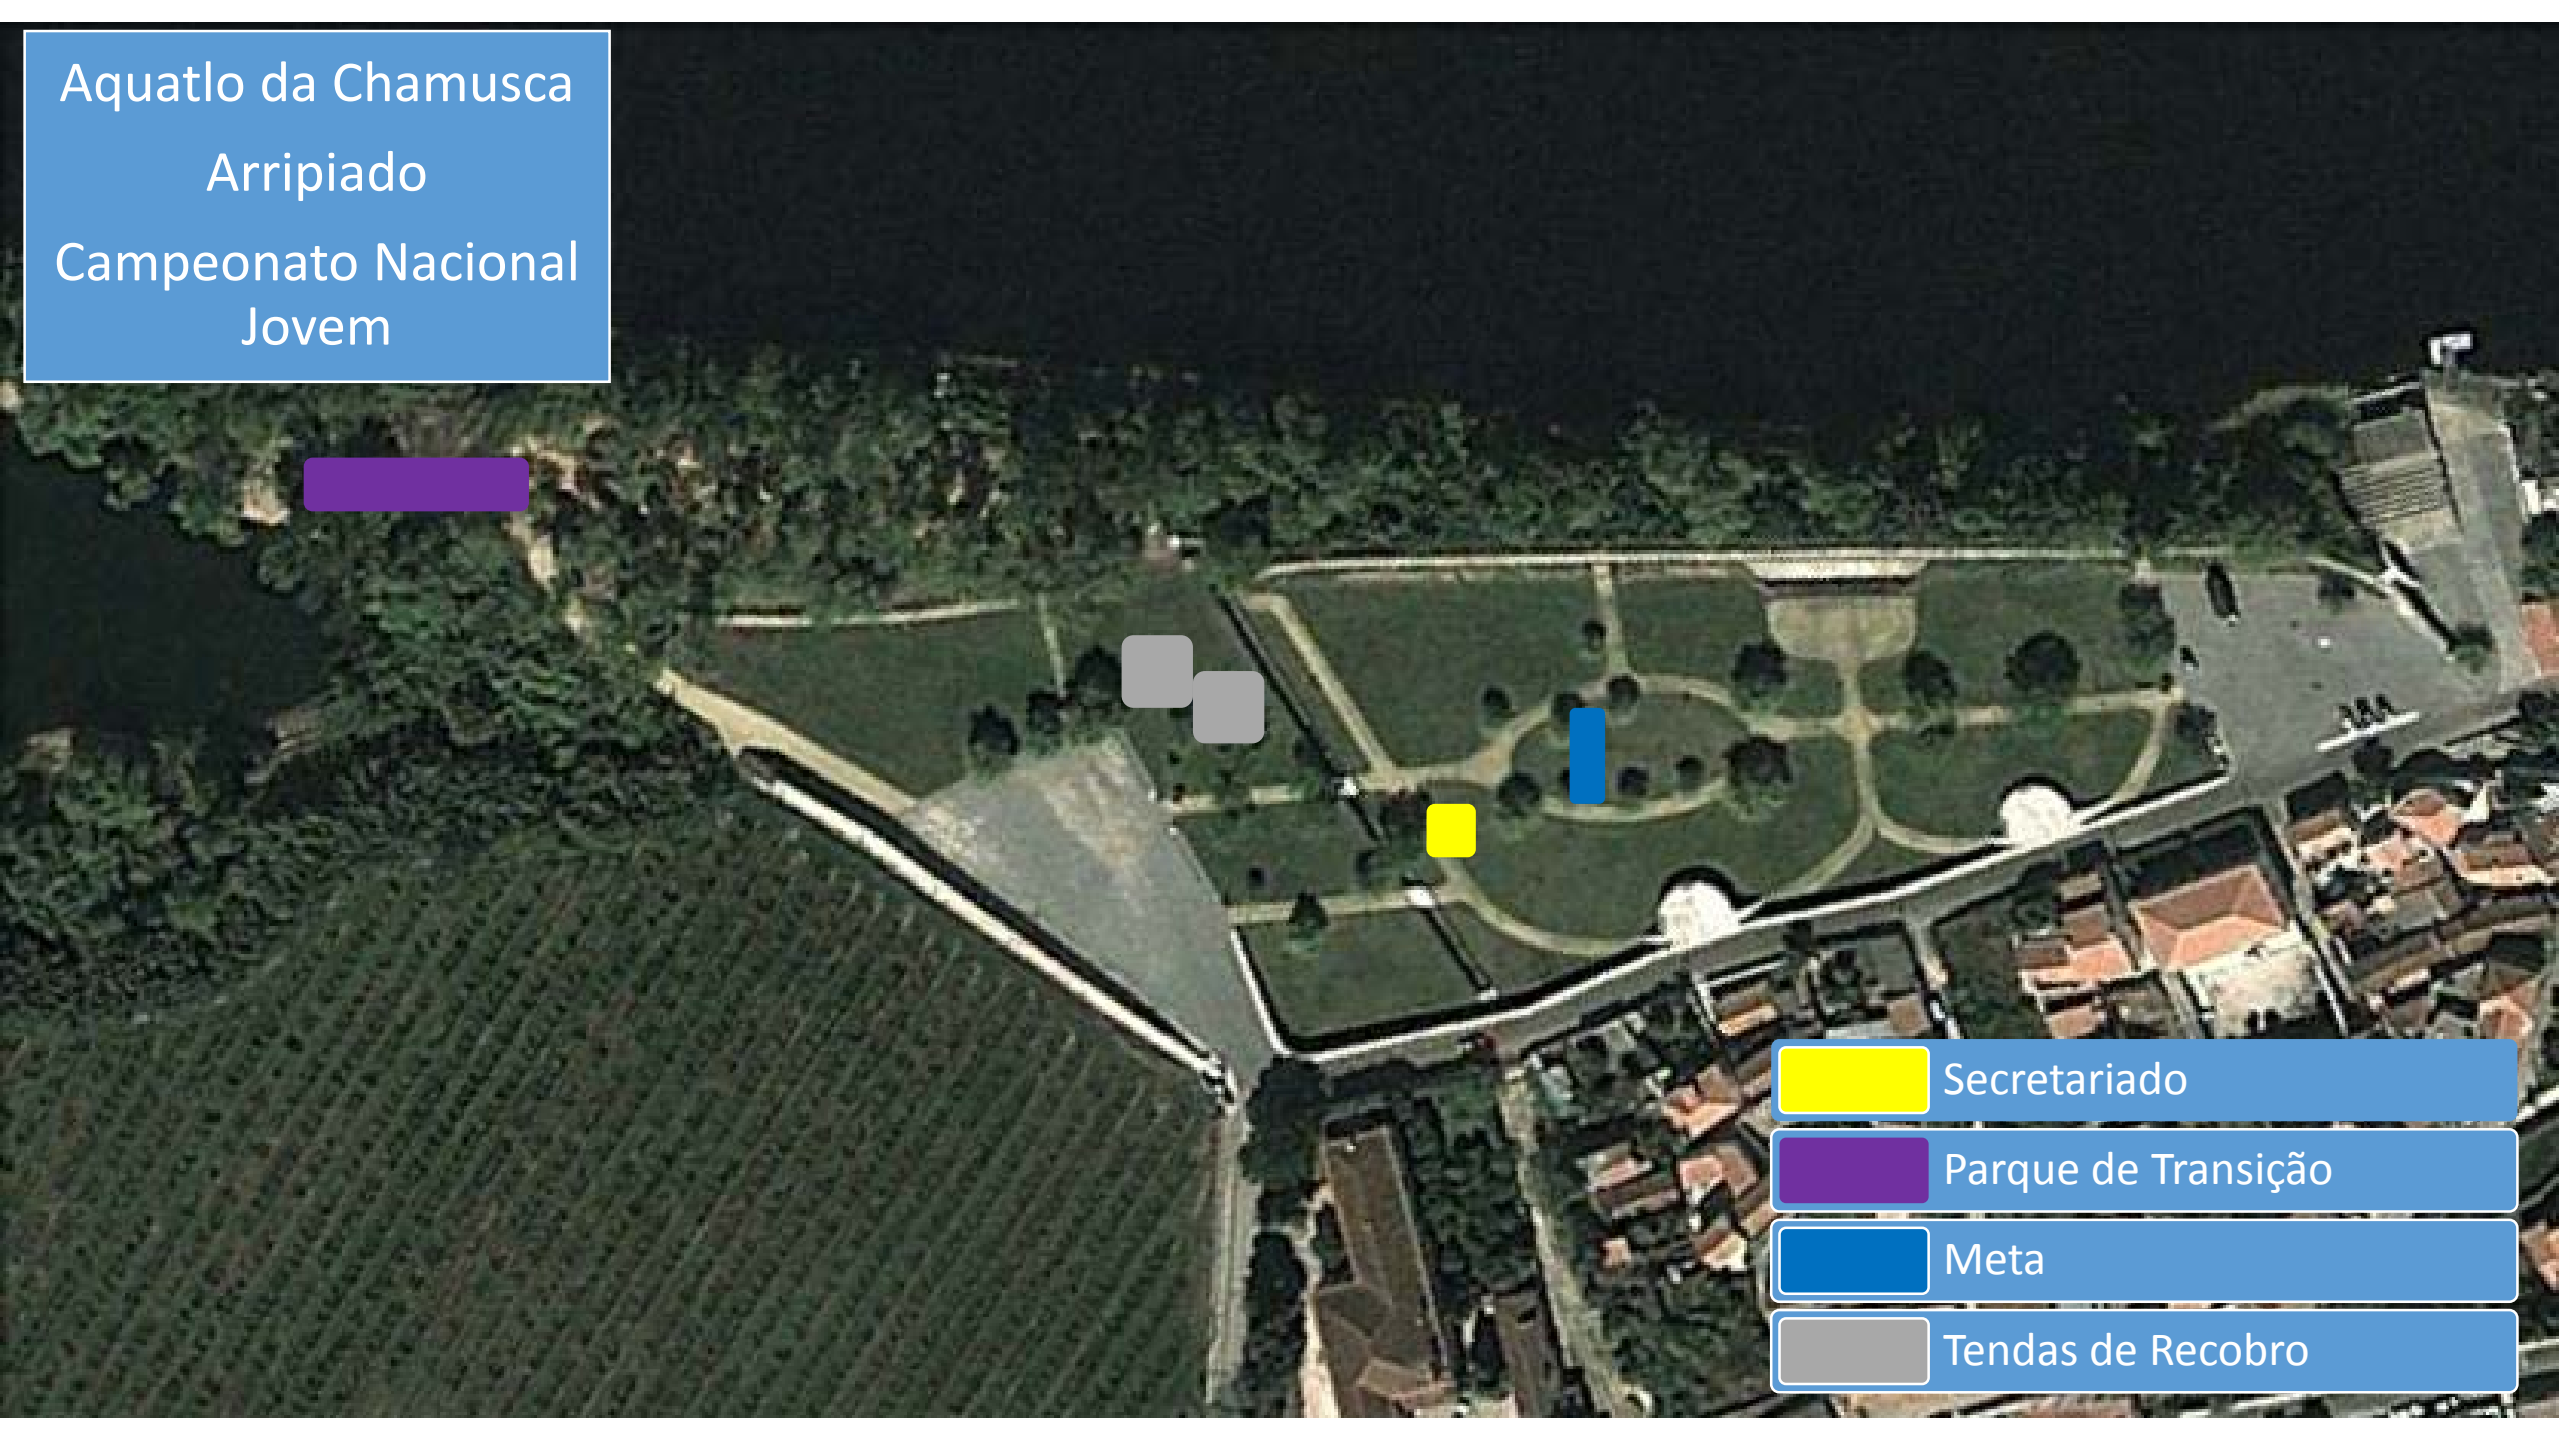 Aquatlo da Chamusca
Arripiado
Campeonato Nacional
Jovem
Secretariado
Parque de Transição
Meta
Tendas de Recobro